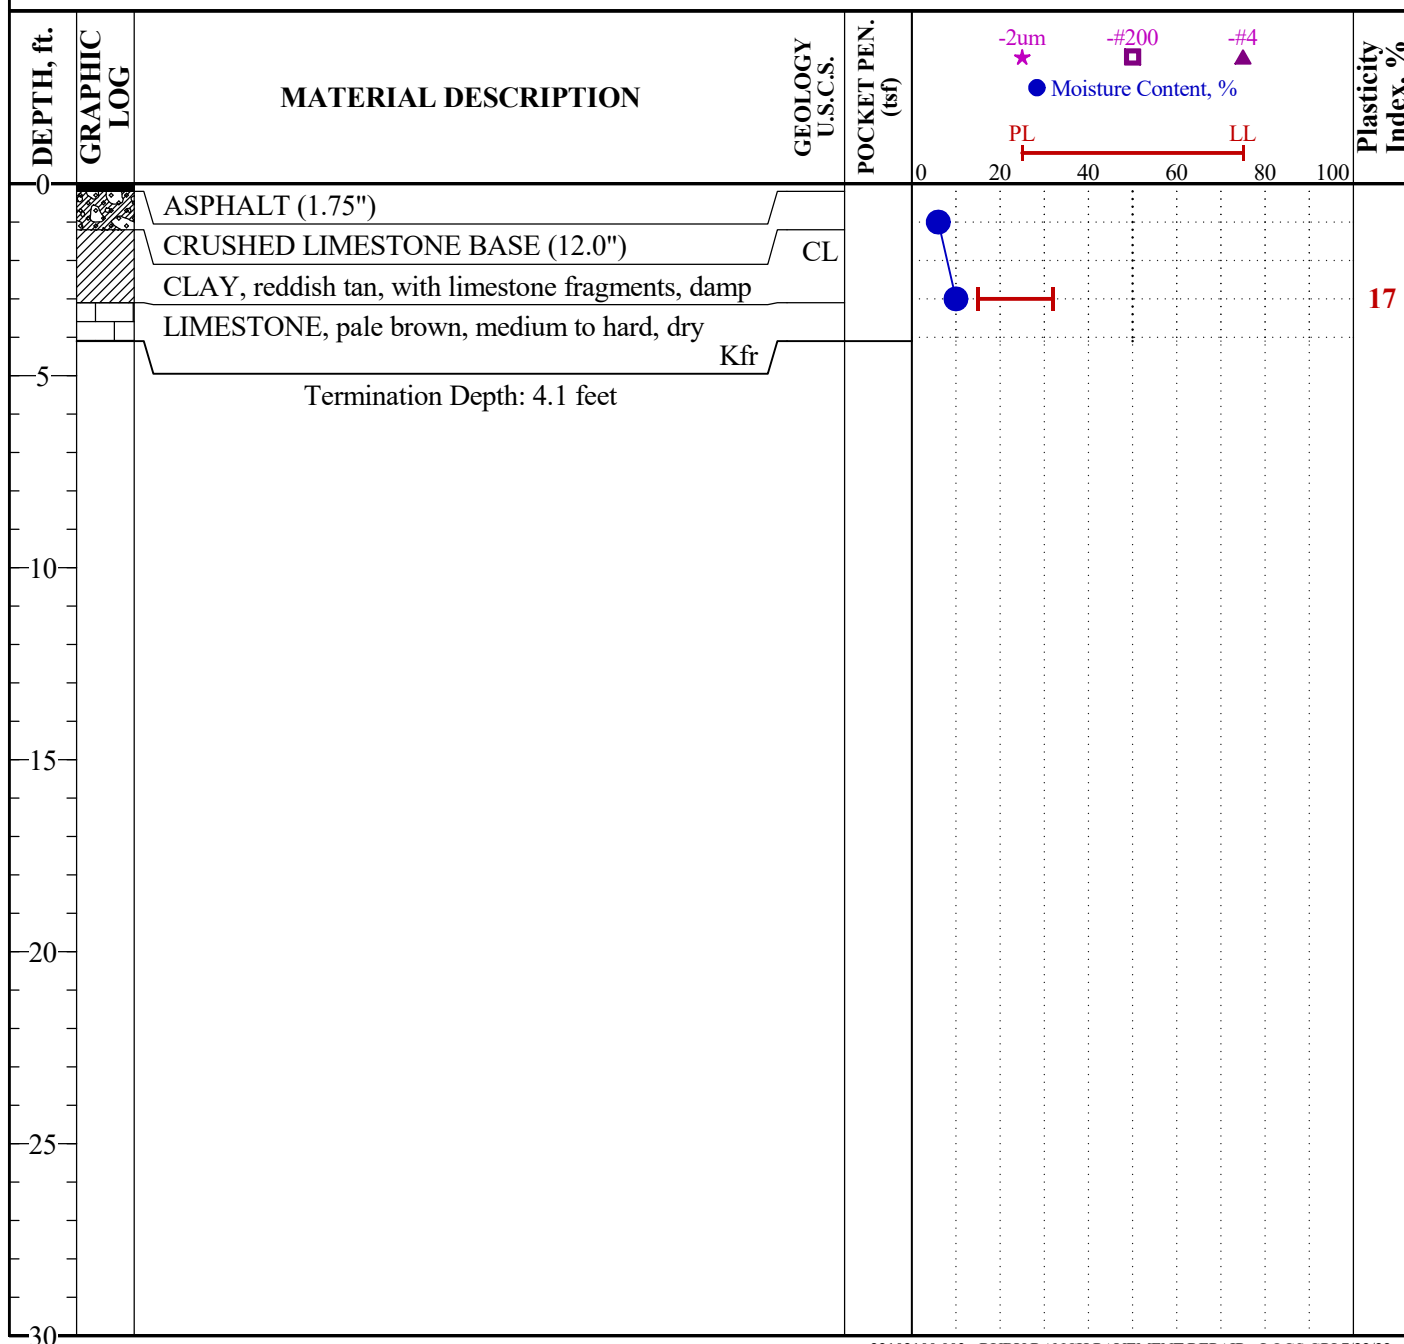 DEPTH, ft.
GRAPHIC
LOG
MATERIAL DESCRIPTION
GEOLOGY
U.S.C.S.
POCKET PEN.
(tsf)
-2um -#200 -#4
Moisture Content, %
PL LL
0 20 40 60 80 100
Plasticity
Index, %
0
ASPHALT (1.75")
CRUSHED LIMESTONE BASE (12.0")
CL
CLAY, reddish tan, with limestone fragments, damp
17
LIMESTONE, pale brown, medium to hard, dry
Kfr
5
Termination Depth: 4.1 feet
10
15
20
25
30